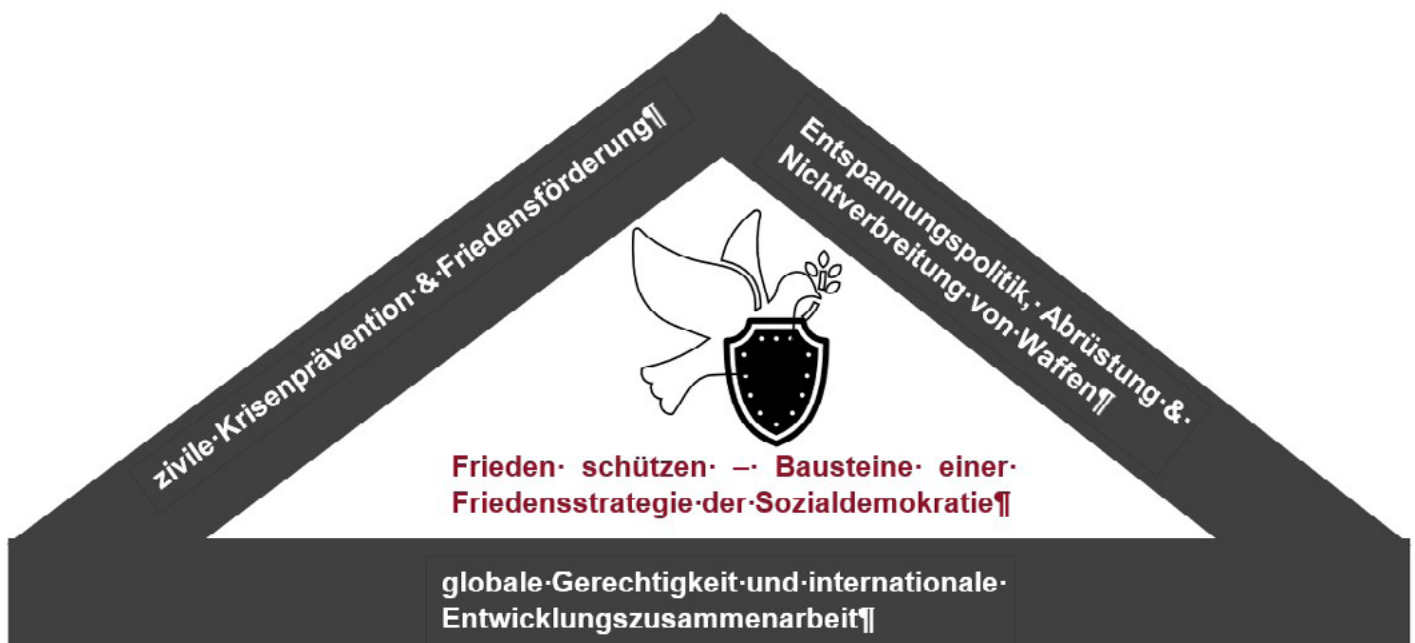 zivile·Krisenprävention·&·Friedensförderung¶
Entspannungspolitik,·Abrüstung·&·
Nichtverbreitung·von·Waffen¶
Frieden· schützen· –· Bausteine· einer·
Friedensstrategie·der·Sozialdemokratie¶
globale·Gerechtigkeit·und·internationale·
Entwicklungszusammenarbeit¶